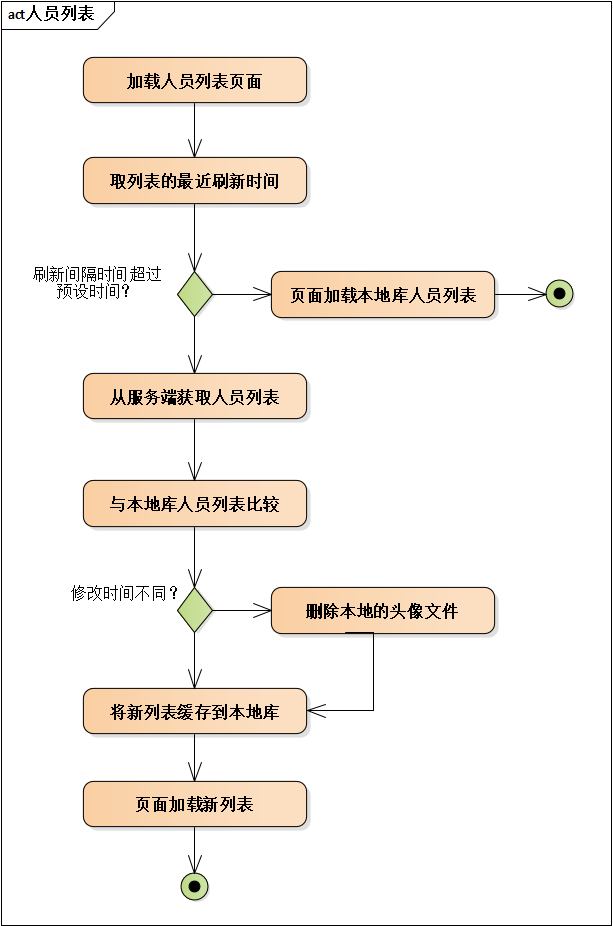 act人员列表
加载人员列表页面
取列表的最近刷新时间
刷新间隔时间超过
预设时间?
页面加载本地库人员列表
从服务端获取人员列表
与本地库人员列表比较
修改时间不同?
删除本地的头像文件
将新列表缓存到本地库
页面加载新列表